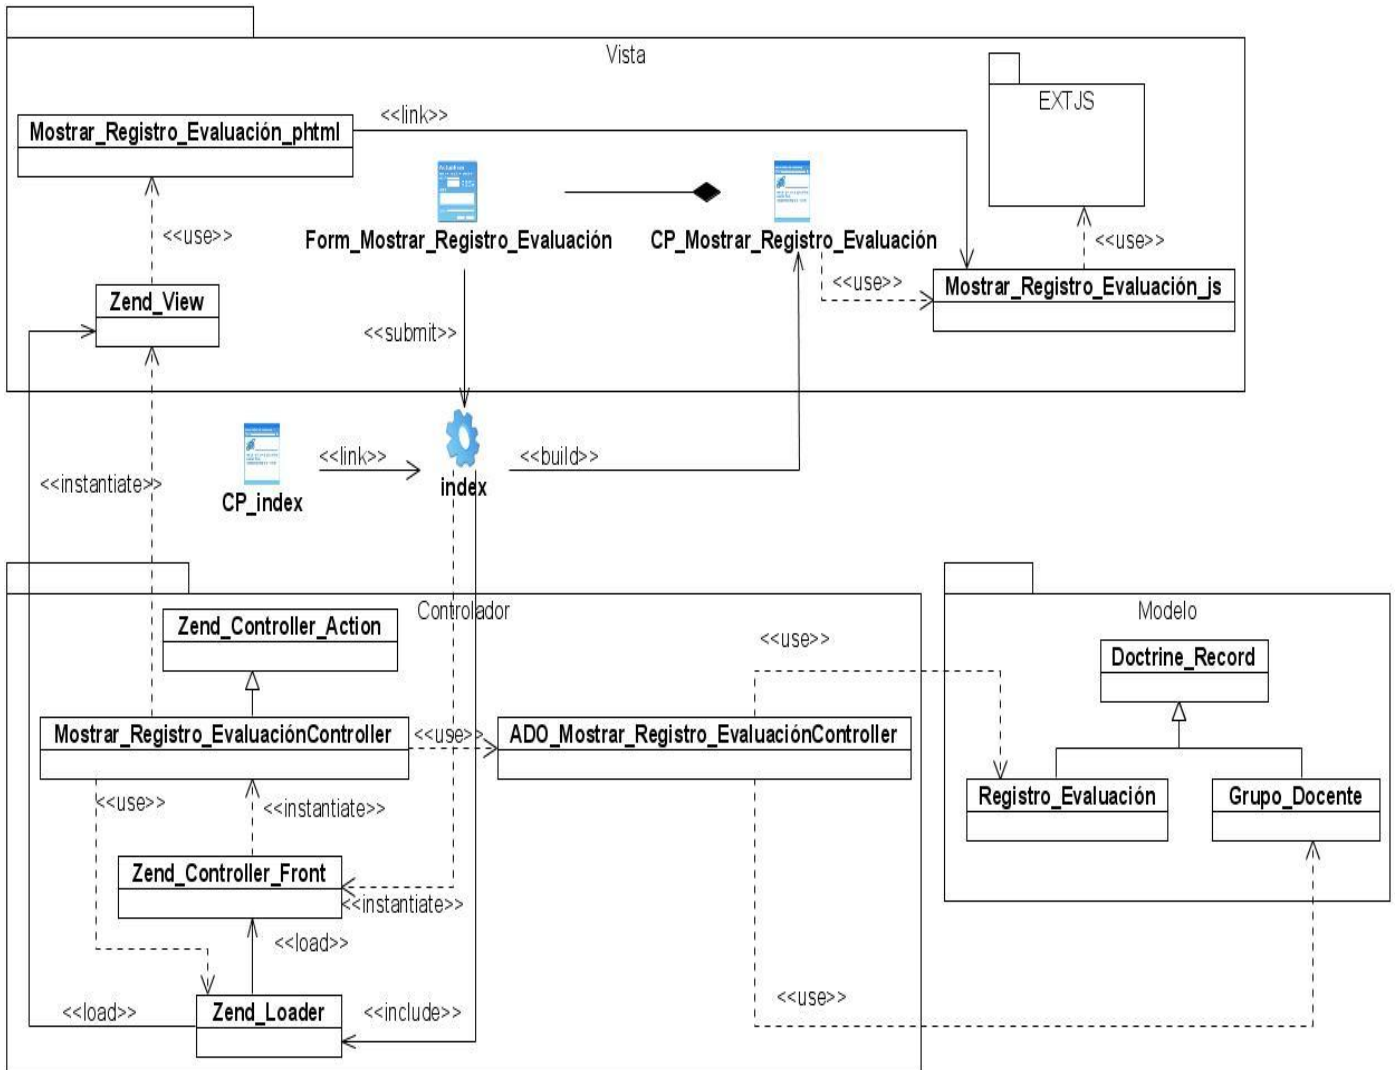 Vista
EXTJS
<<link>>
Mostrar_Registro_Evaluación_phtml
<<use>>
Form_Mostrar_Registro_Evaluación
CP_Mostrar_Registro_Evaluación
<<use>>
<<use>>
Mostrar_Registro_Evaluación_js
Zend_View
<<submit>>
<<instantiate>>
CP_index
<<link>>
index
<<build>>
Controlador
Zend_Controller_Action
<<use>>
Mostrar_Registro_EvaluaciónController
<<use>>
ADO_Mostrar_Registro_EvaluaciónController
<<use>>
<<instantiate>>
Zend_Controller_Front
<<instantiate>>
<<load>>
<<load>>
Zend_Loader
<<include>>
<<use>>
Modelo
Doctrine_Record
Registro_Evaluación
Grupo_Docente